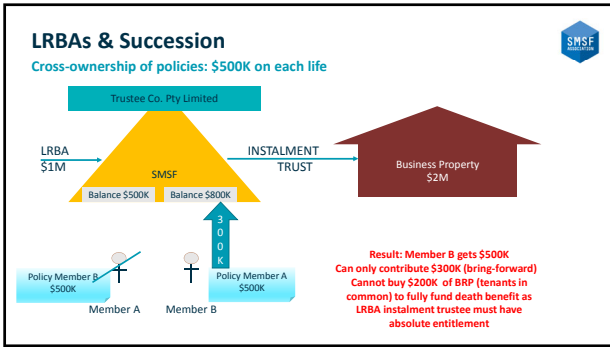 LRBAs & Succession
Cross-ownership of policies: $500K on each life
SMSF
ASSOCIATION
Trustee Co. Pty Limited
LRBA
$1M
INSTALMENT
TRUST
SMSF
Balance $500K
Balance $800K
Business Property
$2M
3
0
0
K
Policy Member B
$500K
Policy Member A
$500K
Member A
Member B
Result: Member B gets $500K
Can only contribute $300K (bring-forward)
Cannot buy $200K of BRP (tenants in
common) to fully fund death benefit as
LRBA instalment trustee must have
absolute entitlement